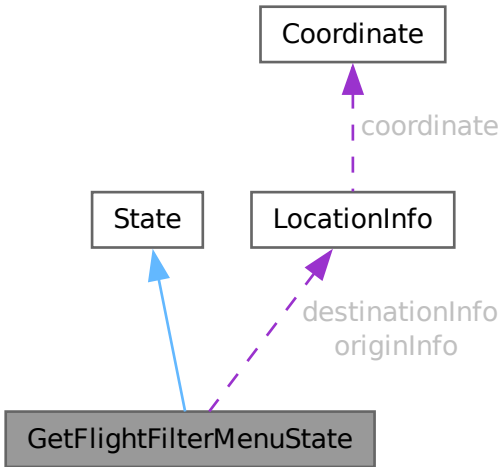 Coordinate
coordinate
State
LocationInfo
destinationInfo
originInfo
GetFlightFilterMenuState